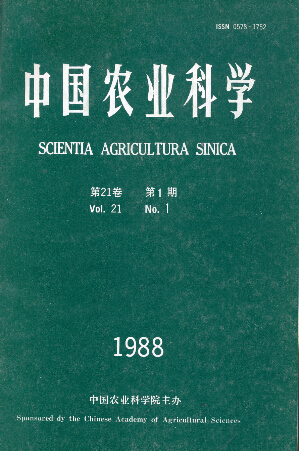 ISSN 0578-1752
中国农业科学
SCIENTIA AGRICULTURA SINICA
第21卷 第1期
Vol. 21 No. 1
1988
中国农业科学院主办
Sponsored by the Chinese Academy of Agricultural Sciences